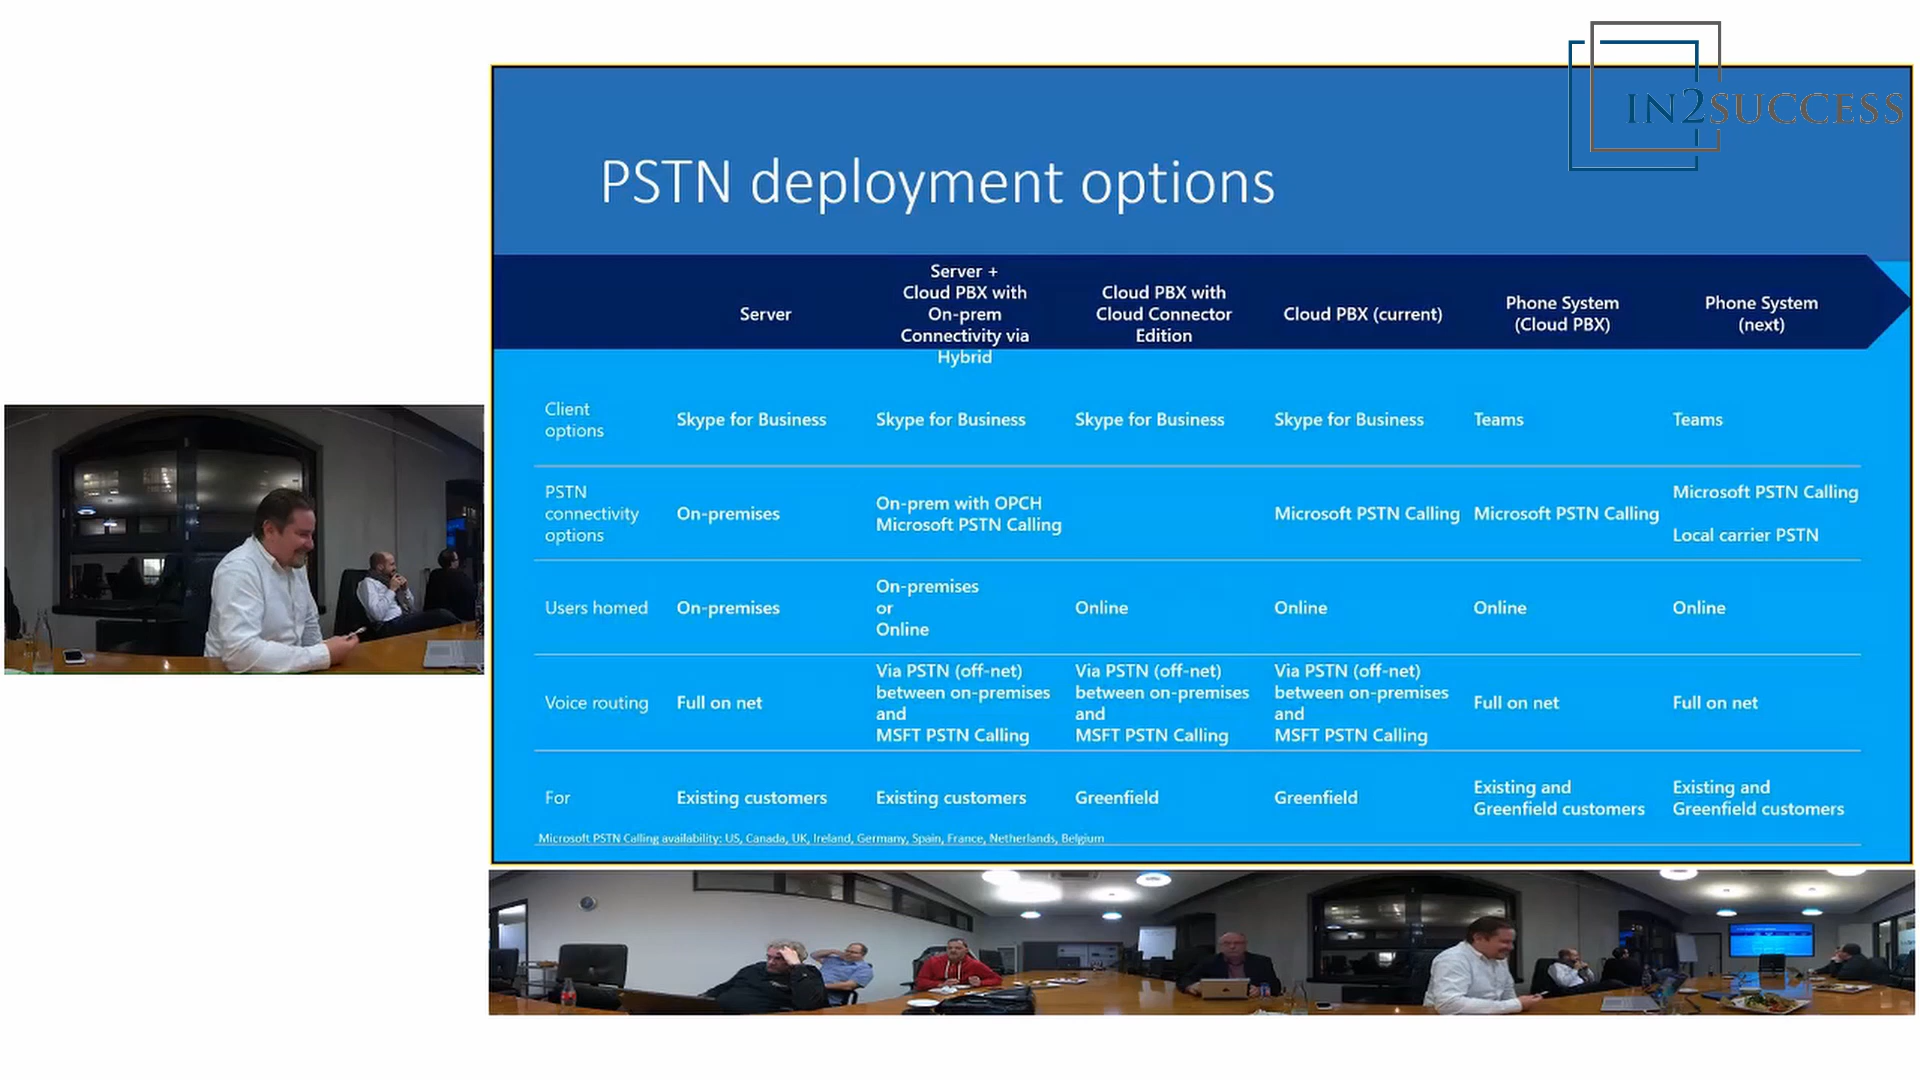 IN2SUCCESS
PSTN deployment options
Server
Server +
Cloud PBX with
On-prem
Connectivity via
Hybrid
Cloud PBX with
Cloud Connector
Edition
Cloud PBX (current)
Phone System
(Cloud PBX)
Phone System
(next)
Client
options
Skype for Business
Skype for Business
Skype for Business
Skype for Business
Teams
Teams
PSTN
connectivity
options
On-premises
On-prem with OPCH
Microsoft PSTN Calling
Microsoft PSTN Calling
Microsoft PSTN Calling
Microsoft PSTN Calling
Local carrier PSTN
Users homed
On-premises
On-premises
or
Online
Online
Online
Online
Online
Voice routing
Full on net
Via PSTN (off-net)
between on-premises
and
MSFT PSTN Calling
Via PSTN (off-net)
between on-premises
and
MSFT PSTN Calling
Via PSTN (off-net)
between on-premises
and
MSFT PSTN Calling
Full on net
Full on net
For
Existing customers
Existing customers
Greenfield
Greenfield
Existing and
Greenfield customers
Existing and
Greenfield customers
Microsoft PSTN Calling availability: US, Canada, UK, Ireland, Germany, Spain, France, Netherlands, Belgium